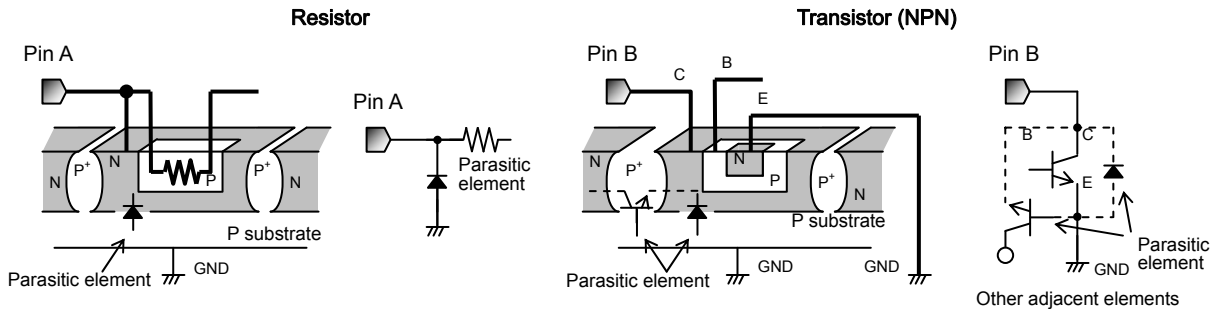 Resistor
Transistor (NPN)
Pin A
Pin A
Parasitic element
N
P+
N
P
P+
N
P substrate
Parasitic element
GND
Pin B
C
B
E
N
P+
N
P
P+
N
P substrate
Parasitic element
GND
GND
Pin B
B
C
E
Parasitic element
GND
Other adjacent elements